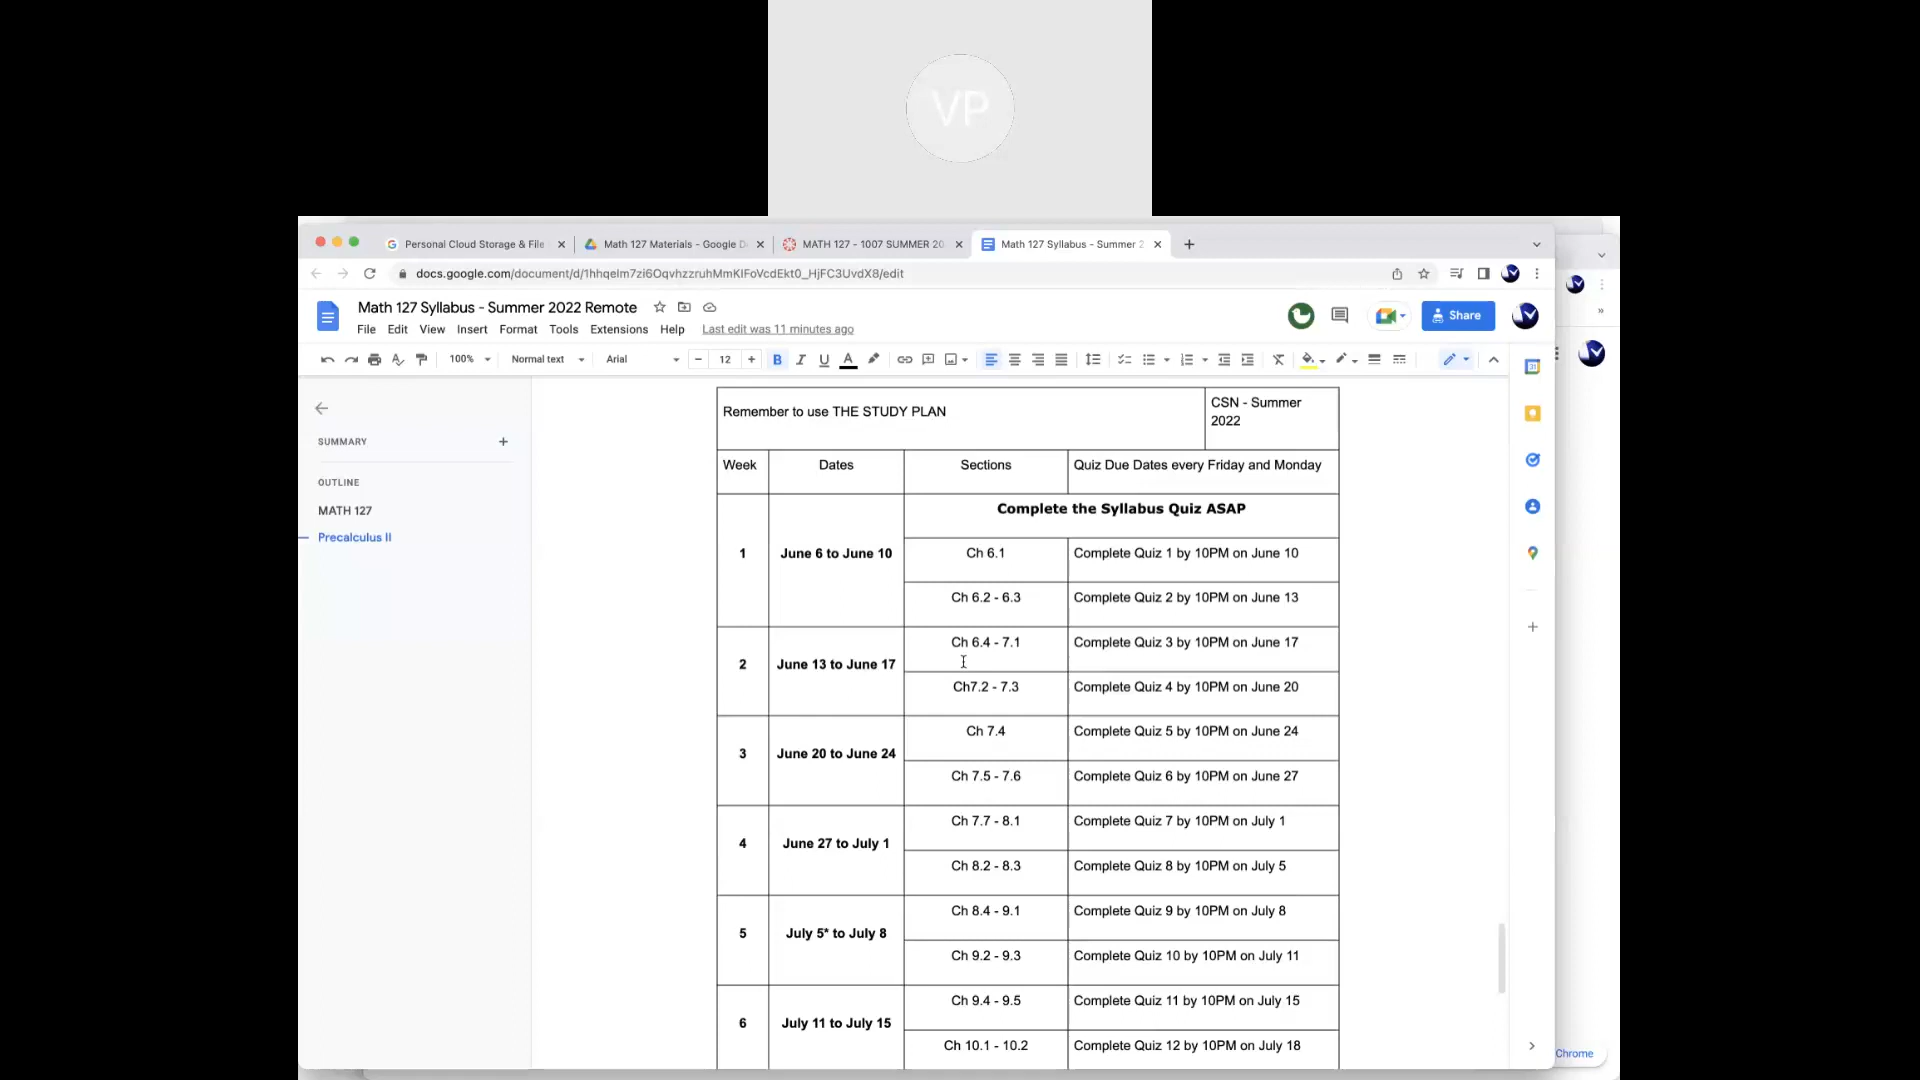 VP
Personal Cloud Storage & File
Math 127 Materials - Google D
MATH 127 - 1007 SUMMER 20
Math 127 Syllabus - Summer 2
docs.google.com/document/d/1hhqelm7zi6OqvhzzruhMmKIFoVcdEkt0_HjFC3UvdX8/edit
Math 127 Syllabus - Summer 2022 Remote
File Edit View Insert Format Tools Extensions Help Last edit was 11 minutes ago
Share
100% Normal text Arial 12
SUMMARY
OUTLINE
MATH 127
Precalculus II
Remember to use THE STUDY PLAN
CSN - Summer
2022
Week Dates Sections Quiz Due Dates every Friday and Monday
Complete the Syllabus Quiz ASAP
1 June 6 to June 10 Ch 6.1 Complete Quiz 1 by 10PM on June 10
Ch 6.2 - 6.3 Complete Quiz 2 by 10PM on June 13
Ch 6.4 - 7.1 Complete Quiz 3 by 10PM on June 17
2 June 13 to June 17
Ch7.2 - 7.3 Complete Quiz 4 by 10PM on June 20
Ch 7.4 Complete Quiz 5 by 10PM on June 24
3 June 20 to June 24
Ch 7.5 - 7.6 Complete Quiz 6 by 10PM on June 27
Ch 7.7 - 8.1 Complete Quiz 7 by 10PM on July 1
4 June 27 to July 1
Ch 8.2 - 8.3 Complete Quiz 8 by 10PM on July 5
Ch 8.4 - 9.1 Complete Quiz 9 by 10PM on July 8
5 July 5* to July 8
Ch 9.2 - 9.3 Complete Quiz 10 by 10PM on July 11
Ch 9.4 - 9.5 Complete Quiz 11 by 10PM on July 15
6 July 11 to July 15
Ch 10.1 - 10.2 Complete Quiz 12 by 10PM on July 18
Chrome